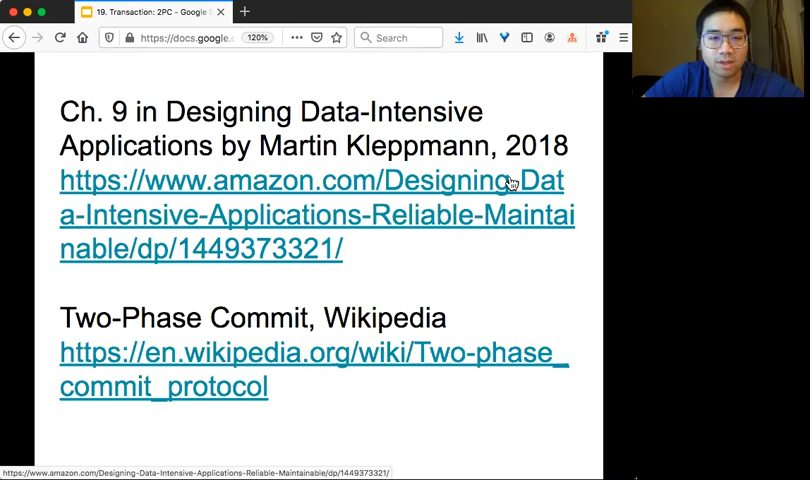 19. Transaction: 2PC - Google
https://docs.google.
120%
Search
Ch. 9 in Designing Data-Intensive
Applications by Martin Kleppmann, 2018
https://www.amazon.com/Designing-Dat
a-Intensive-Applications-Reliable-Maintai
nable/dp/1449373321/
Two-Phase Commit, Wikipedia
https://en.wikipedia.org/wiki/Two-phase_
commit_protocol
https://www.amazon.com/Designing-Data-Intensive-Applications-Reliable-Maintainable/dp/1449373321/